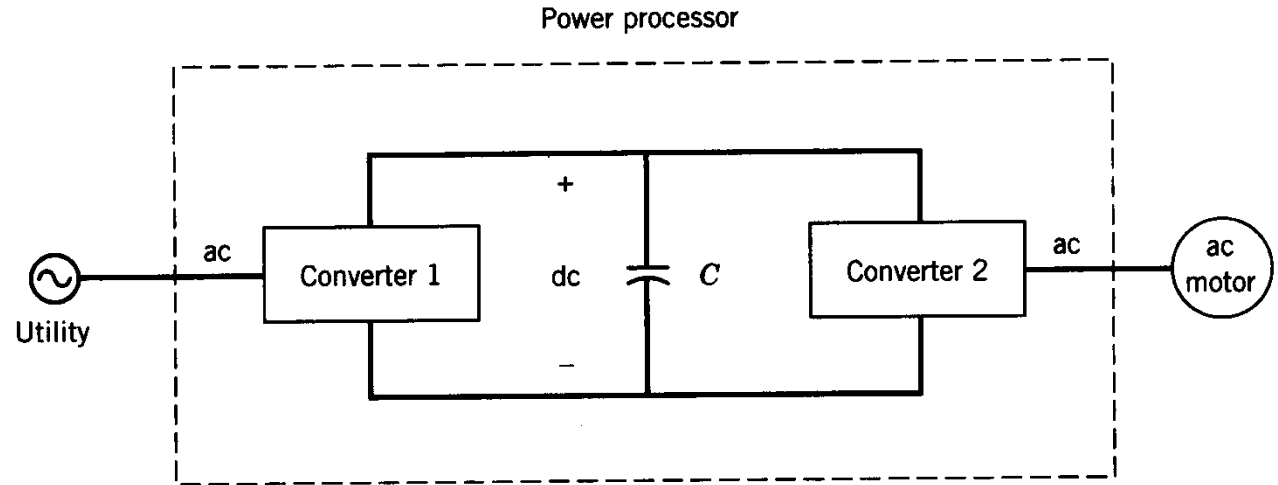 Power processor
+
ac
Converter 1
dc
C
Converter 2
ac
ac
motor
Utility
−